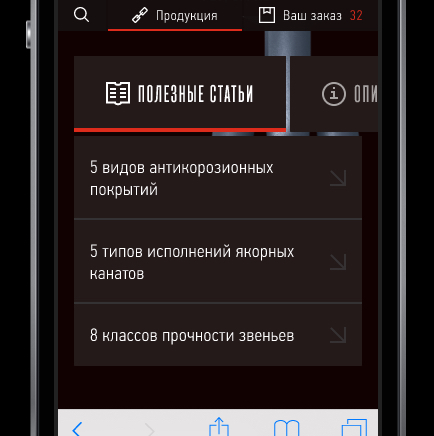 Продукция
Ваш заказ 32
ПОЛЕЗНЫЕ СТАТЬИ
ОПИ
5 видов антикорозионных
покрытий
5 типов исполнений якорных
канатов
8 классов прочности звеньев